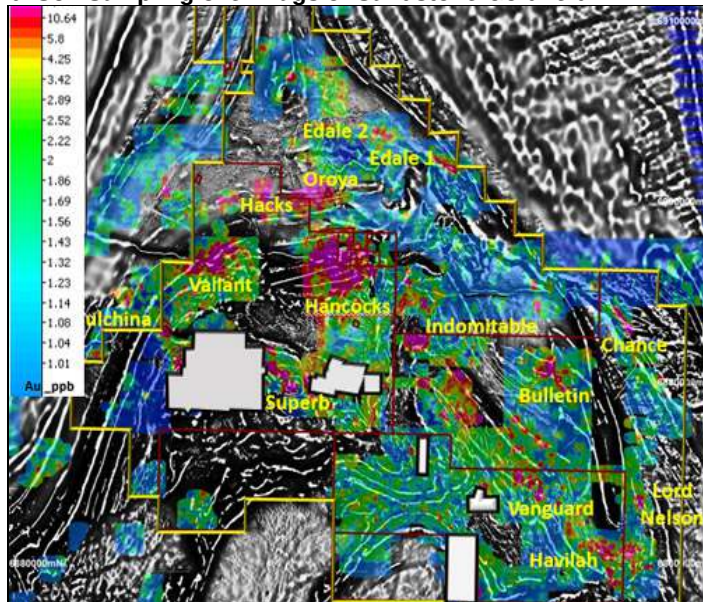 10.64
5.8
4.25
3.42
2.89
2.52
2.22
2
1.86
1.69
1.56
1.43
1.32
1.23
1.14
1.08
1.04
1.01
Au_ppb
Edale 2
Edale 1
Oroya
Hacks
Valiant
Hancocks
ulchina
Indomitable
Chance
Superb
Bulletin
Vanguard
Lord
Nelson
Havilah
6880000mN